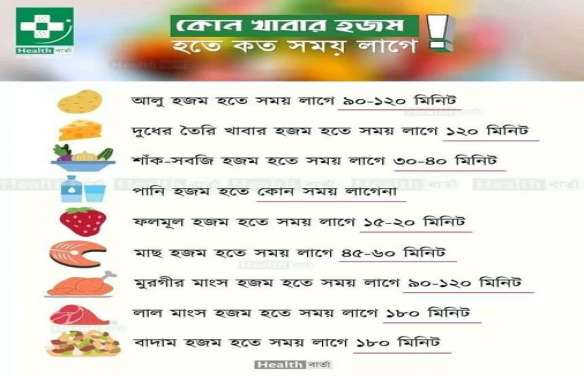 কোন খাবার হজম
হতে কত সময় লাগে !
Health বার্তা
আলু হজম হতে সময় লাগে ৯০-১২০ মিনিট
দুধের তৈরি খাবার হজম হতে সময় লাগে ১২০ মিনিট
শাঁক-সবজি হজম হতে সময় লাগে ৩০-৪০ মিনিট
পানি হজম হতে কোন সময় লাগেনা
ফলমূল হজম হতে সময় লাগে ১৫-২০ মিনিট
মাছ হজম হতে সময় লাগে ৪৫-৬০ মিনিট
মুরগীর মাংস হজম হতে সময় লাগে ৯০-১২০ মিনিট
লাল মাংস হজম হতে সময় লাগে ১৮০ মিনিট
বাদাম হজম হতে সময় লাগে ১৮০ মিনিট
Health বার্তা